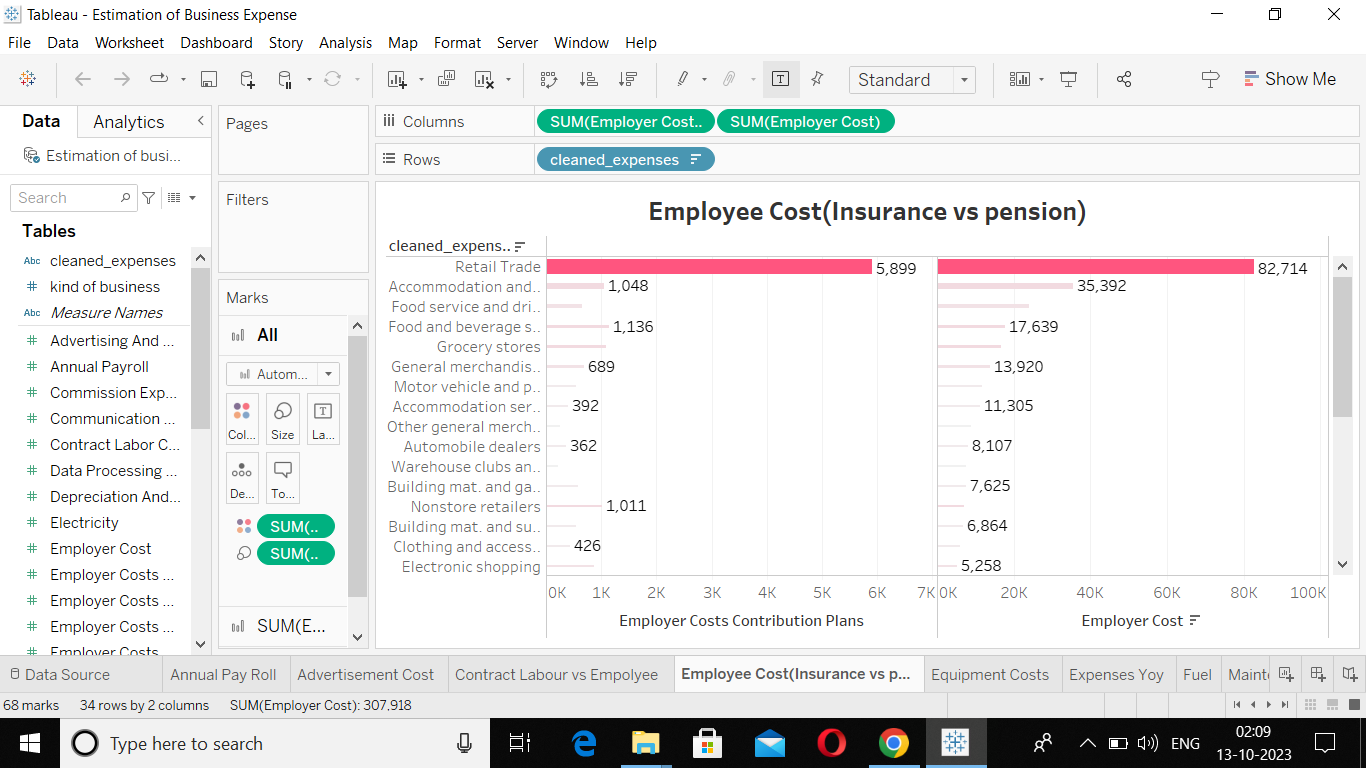 Tableau - Estimation of Business Expense
File Data Worksheet Dashboard Story Analysis Map Format Server Window Help
Standard
Show Me
Data Analytics
Estimation of busi...
Search
Tables
Abc cleaned_expenses
# kind of business
Abc Measure Names
# Advertising And ...
# Annual Payroll
# Commission Exp...
# Communication ...
# Contract Labor C...
# Data Processing ...
# Depreciation And...
# Electricity
# Employer Cost
# Employer Costs ...
# Employer Costs ...
# Employer Costs ...
# Employer Costs
Pages
Filters
Marks
All
Autom...
Col... Size La...
De... To...
SUM(..
SUM(..
SUM(E...
Columns SUM(Employer Cost.. SUM(Employer Cost)
Rows cleaned_expenses
Employee Cost(Insurance vs pension)
cleaned_expens..
Retail Trade 5,899 82,714
Accommodation and.. 1,048 35,392
Food service and dri..
Food and beverage s.. 1,136 17,639
Grocery stores
General merchandis.. 689 13,920
Motor vehicle and p..
Accommodation ser.. 392 11,305
Other general merch..
Automobile dealers 362 8,107
Warehouse clubs an..
Building mat. and ga.. 7,625
Nonstore retailers 1,011
Building mat. and su.. 6,864
Clothing and access.. 426
Electronic shopping 5,258
0K 1K 2K 3K 4K 5K 6K 7K 0K 20K 40K 60K 80K 100K
Employer Costs Contribution Plans Employer Cost
Data Source Annual Pay Roll Advertisement Cost Contract Labour vs Empolyee Employee Cost(Insurance vs p... Equipment Costs Expenses Yoy Fuel Mainte
68 marks 34 rows by 2 columns SUM(Employer Cost): 307,918
Type here to search
ENG
02:09
13-10-2023